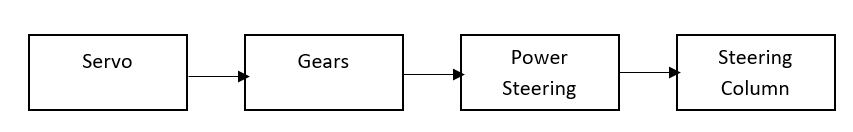 Servo
Gears
Power
Steering
Steering
Column